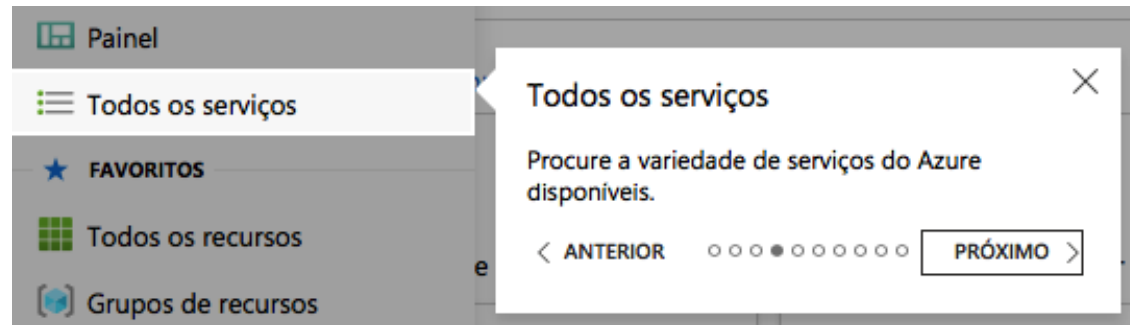 Painel
Todos os serviços
FAVORITOS
Todos os recursos
Grupos de recursos
e
Todos os serviços
Procure a variedade de serviços do Azure
disponíveis.
ANTERIOR
PRÓXIMO